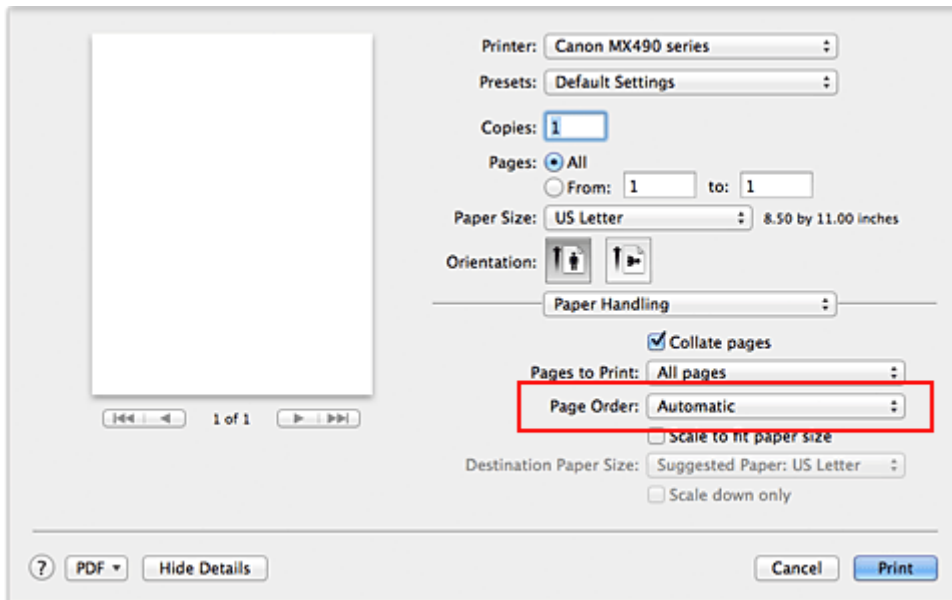 Printer: Canon MX490 series
Presets: Default Settings
Copies: 1
Pages: All
From: 1 to: 1
Paper Size: US Letter 8.50 by 11.00 inches
Orientation:
Paper Handling
Collate pages
Pages to Print: All pages
1 of 1
Page Order: Automatic
Scale to fit paper size
Destination Paper Size: Suggested Paper: US Letter
Scale down only
? PDF Hide Details Cancel Print